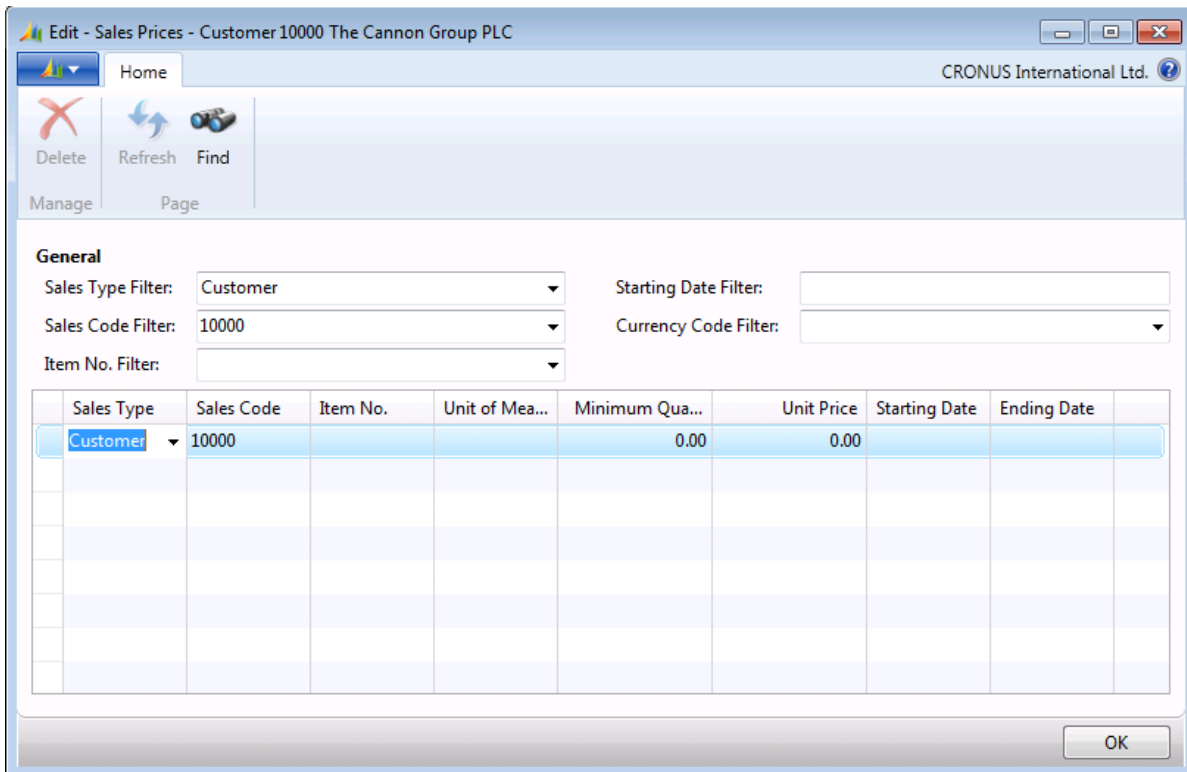 Edit - Sales Prices - Customer 10000 The Cannon Group PLC
Home CRONUS International Ltd.
Delete Refresh Find
Manage Page
General
Sales Type Filter: Customer Starting Date Filter:
Sales Code Filter: 10000 Currency Code Filter:
Item No. Filter:
Sales Type Sales Code Item No. Unit of Mea... Minimum Qua... Unit Price Starting Date Ending Date
Customer 10000 0.00 0.00
OK